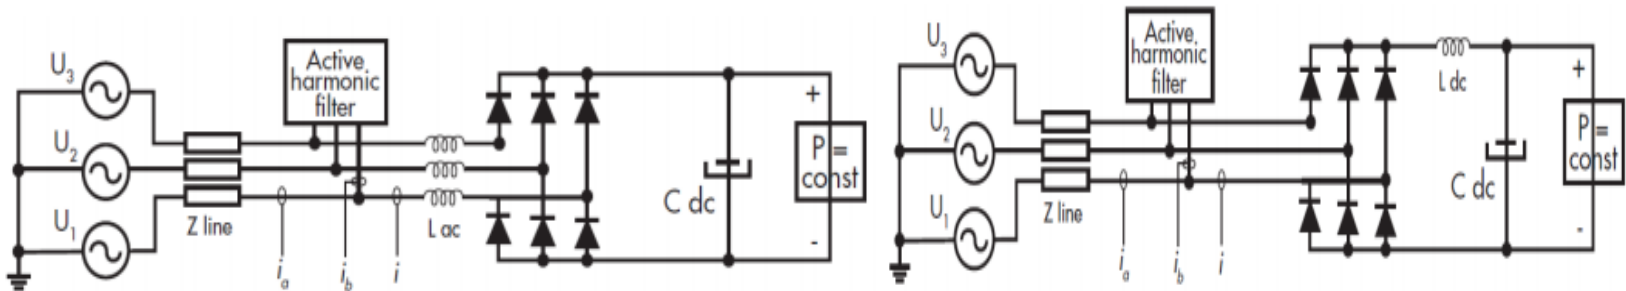 U3
Active,
harmonic
filter
U2
U1
Z line
L ac
C dc
+
P =
const
-
ia
ib
i
U3
Active,
harmonic
filter
U2
U1
Z line
L dc
C dc
+
P =
const
-
ia
ib
i